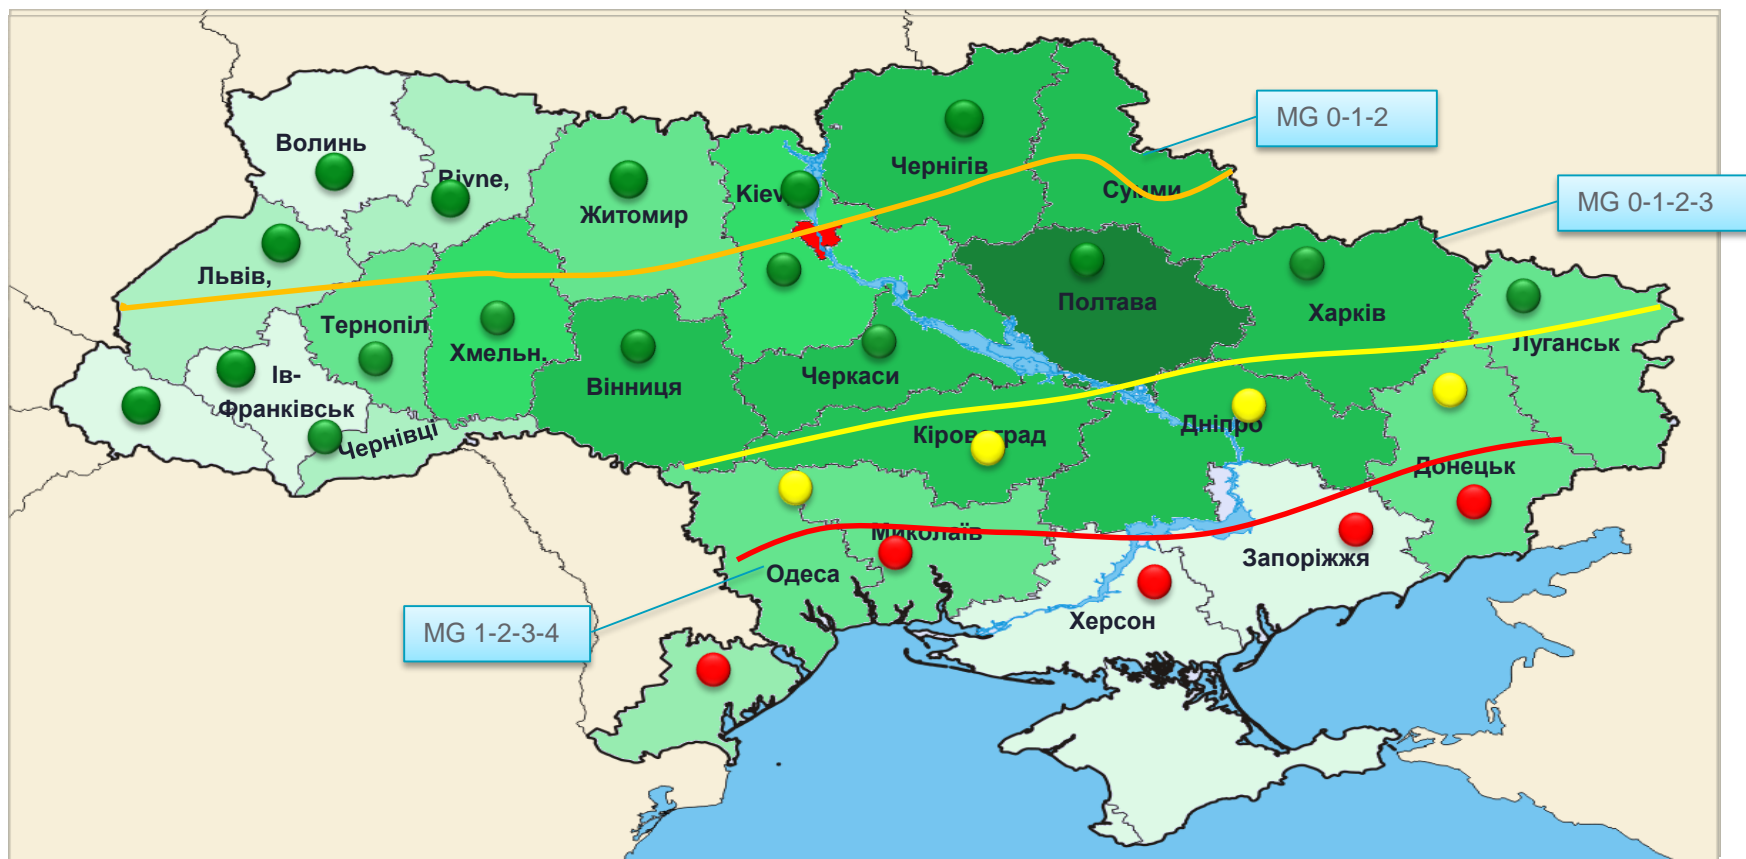 MG 0-1-2
Волинь
Rivne,
Чернігів
Сумми
Kiev
Житомир
MG 0-1-2-3
Львів,
Полтава
Тернопіл
Харків
Луганськ
Хмельн.
Вінниця
Черкаси
Ів-
Франківськ
Чернівці
Кіровоград
Дніпро
Донецьк
Миколаїв
Одеса
Запоріжжя
Херсон
MG 1-2-3-4